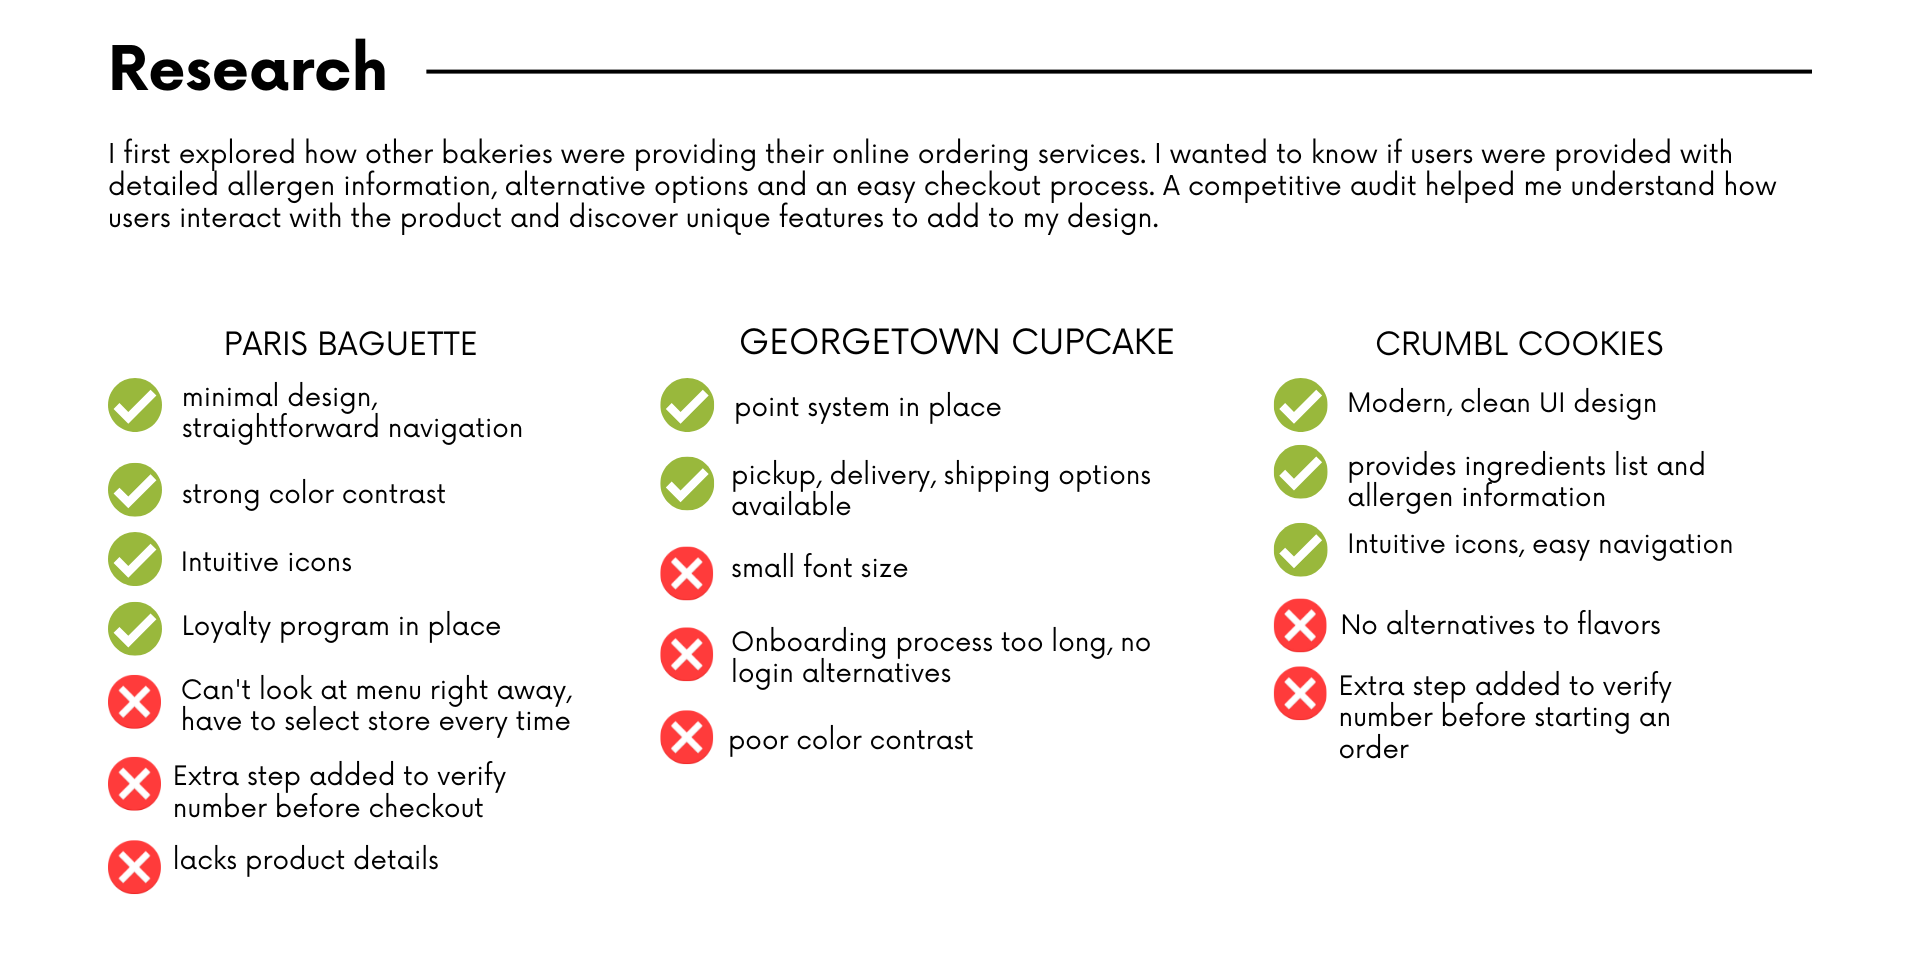 Research
I first explored how other bakeries were providing their online ordering services. I wanted to know if users were provided with
detailed allergen information, alternative options and an easy checkout process. A competitive audit helped me understand how
users interact with the product and discover unique features to add to my design.
PARIS BAGUETTE
minimal design,
straightforward navigation
strong color contrast
Intuitive icons
Loyalty program in place
Can't look at menu right away,
have to select store every time
Extra step added to verify
number before checkout
lacks product details
GEORGETOWN CUPCAKE
point system in place
pickup, delivery, shipping options
available
small font size
Onboarding process too long, no
login alternatives
poor color contrast
CRUMBL COOKIES
Modern, clean UI design
provides ingredients list and
allergen information
Intuitive icons, easy navigation
No alternatives to flavors
Extra step added to verify
number before starting an
order